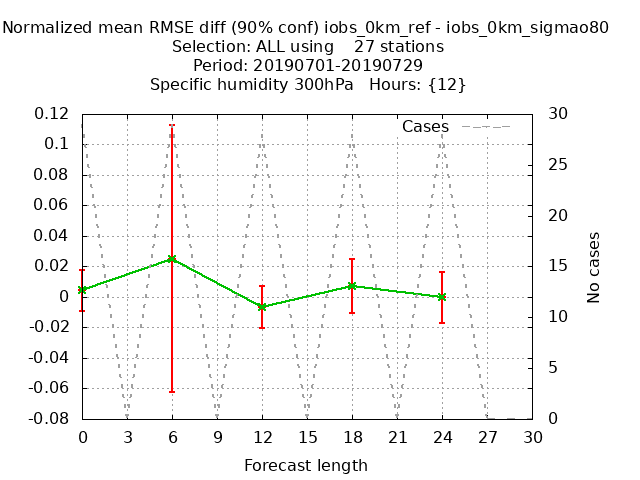 Normalized mean RMSE diff (90% conf) iobs_0km_ref - iobs_0km_sigmao80
Selection: ALL using    27 stations
Period: 20190701-20190729
Specific humidity 300hPa   Hours: {12}
Cases
0.12
0.1
0.08
0.06
0.04
0.02
0
-0.02
-0.04
-0.06
-0.08
30
25
20
15
10
5
0
No cases
0 3 6 9 12 15 18 21 24 27 30
Forecast length